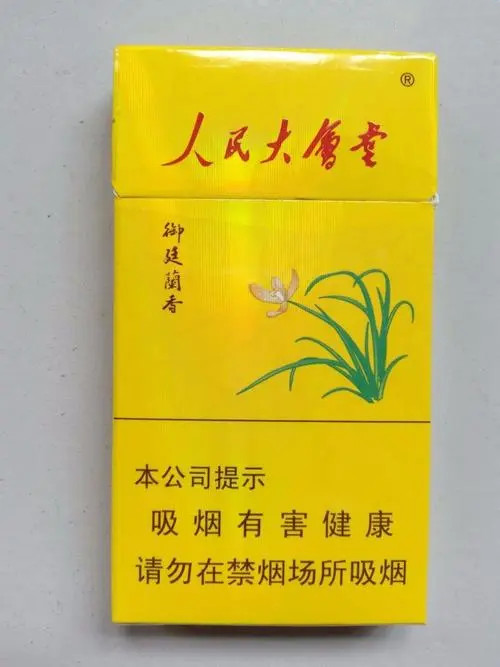 人民大會堂
®
御廷蘭香
本公司提示
吸烟有害健康
请勿在禁烟场所吸烟